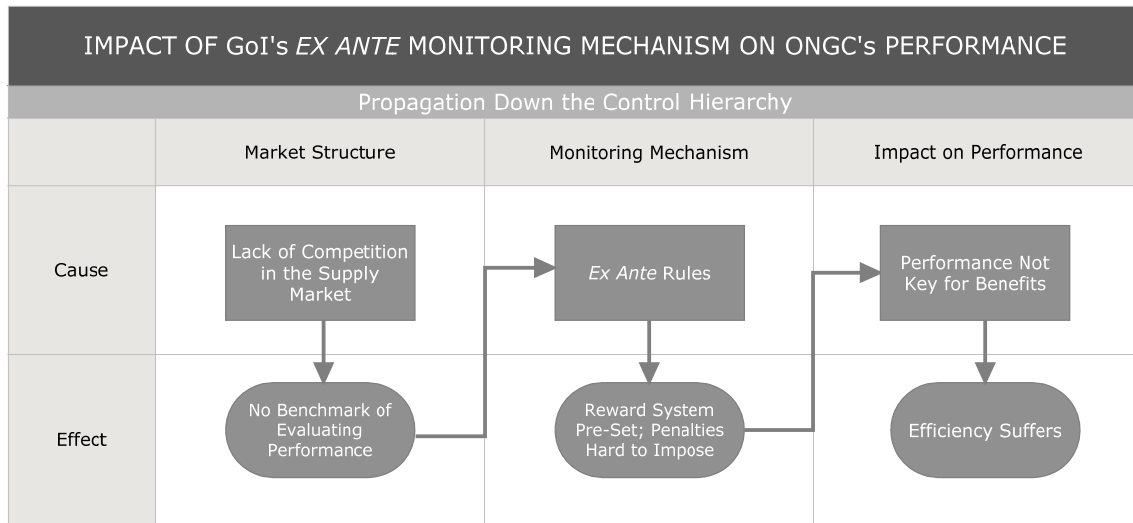 IMPACT OF GoI's EX ANTE MONITORING MECHANISM ON ONGC's PERFORMANCE
Propagation Down the Control Hierarchy
Market Structure
Monitoring Mechanism
Impact on Performance
Cause
Lack of Competition
in the Supply
Market
Ex Ante Rules
Performance Not
Key for Benefits
Effect
No Benchmark of
Evaluating
Performance
Reward System
Pre-Set; Penalties
Hard to Impose
Efficiency Suffers